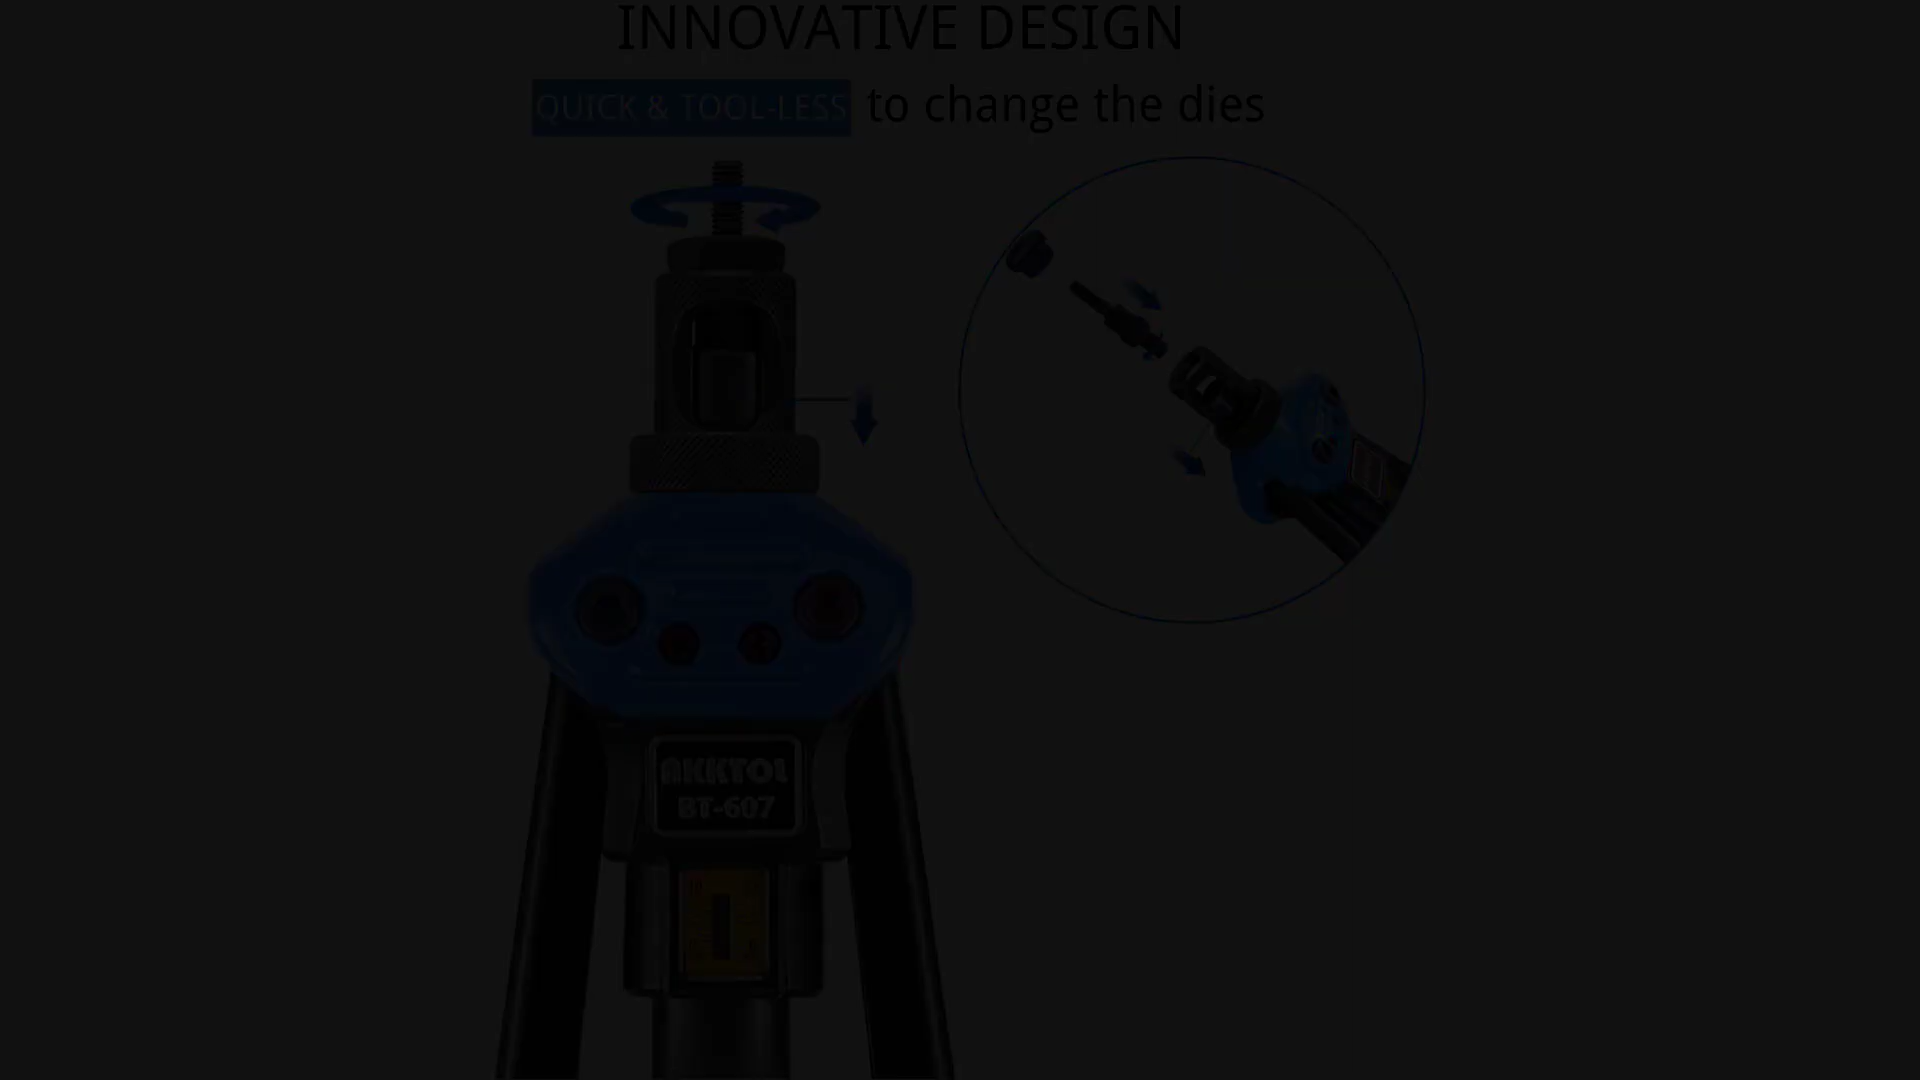 INNOVATIVE DESIGN
QUICK & TOOL-LESS to change the dies
AKKTOL
BT-607